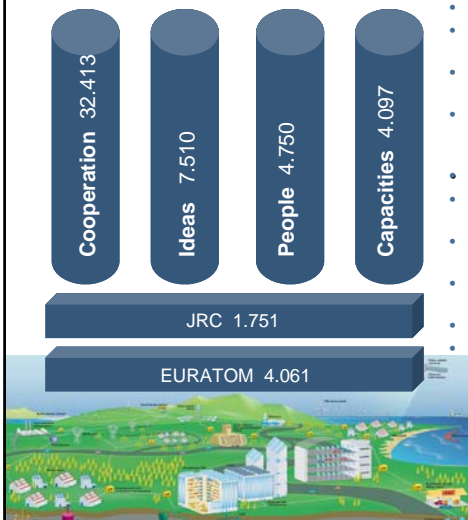 Cooperation 32.413
Ideas 7.510
People 4.750
Capacities 4.097
JRC 1.751
EURATOM 4.061